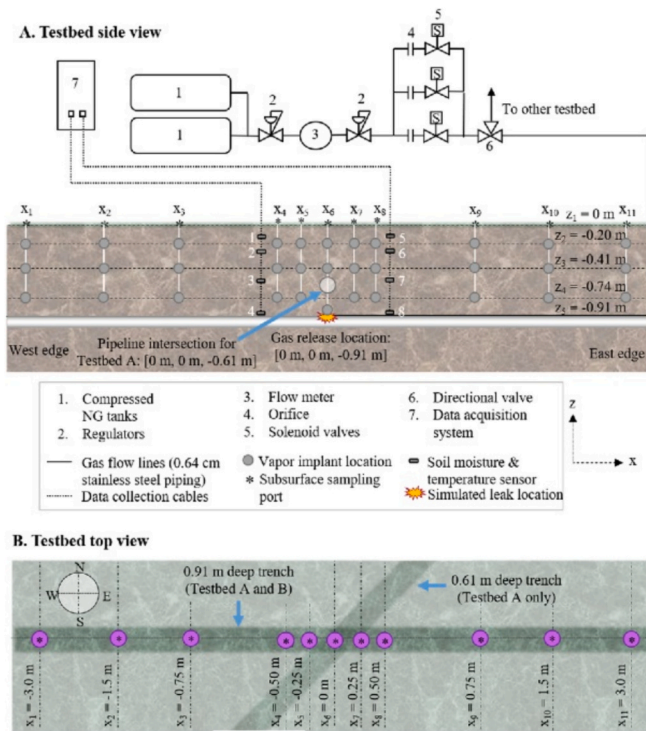 A. Testbed side view
7
1
1
2
3
2
4
5
S
S
S
6
To other testbed
x1 x2 x3 x4 x5 x6 x7 x8 x9 x10 x11
z1 = 0 m
z2 = -0.20 m
z3 = -0.41 m
z4 = -0.74 m
z5 = -0.91 m
1 5
2 6
3 7
4 8
West edge
Pipeline intersection for
Testbed A: [0 m, 0 m, -0.61 m]
Gas release location:
[0 m, 0 m, -0.91 m]
East edge
1. Compressed
NG tanks
2. Regulators
3. Flow meter
4. Orifice
5. Solenoid valves
6. Directional valve
7. Data acquisition
system
Gas flow lines (0.64 cm
stainless steel piping)
Data collection cables
Vapor implant location
* Subsurface sampling
port
Soil moisture &
temperature sensor
Simulated leak location
z
x
B. Testbed top view
N
W E
S
0.91 m deep trench
(Testbed A and B)
0.61 m deep trench
(Testbed A only)
x1 = -3.0 m
x2 = -1.5 m
x3 = -0.75 m
x4 = -0.50 m
x5 = -0.25 m
x6 = 0 m
x7 = 0.25 m
x8 = 0.50 m
x9 = 0.75 m
x10 = 1.5 m
x11 = 3.0 m